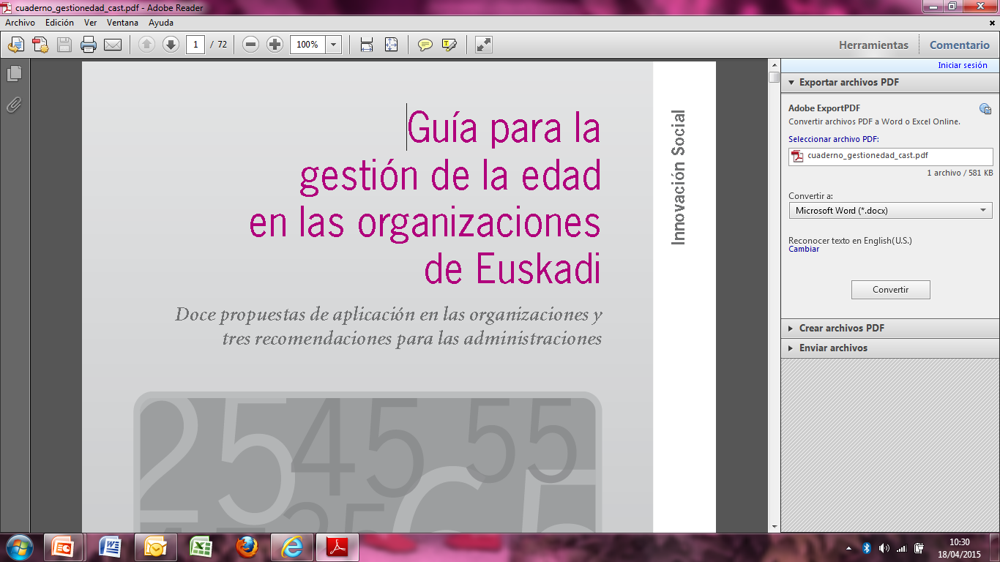 cuaderno_gestionedad_cast.pdf - Adobe Reader
Archivo Edición Ver Ventana Ayuda
1 / 72 100% Herramientas Comentario
Iniciar sesión
Exportar archivos PDF
Adobe ExportPDF
Convertir archivos PDF a Word o Excel Online.
Seleccionar archivo PDF:
cuaderno_gestionedad_cast.pdf
1 archivo / 581 KB
Convertir a:
Microsoft Word (*.docx)
Reconocer texto en English(U.S.)
Cambiar
Convertir
Crear archivos PDF
Enviar archivos
Guía para la
gestión de la edad
en las organizaciones
de Euskadi
Doce propuestas de aplicación en las organizaciones y
tres recomendaciones para las administraciones
Innovación Social
25 45 55
10:30
18/04/2015